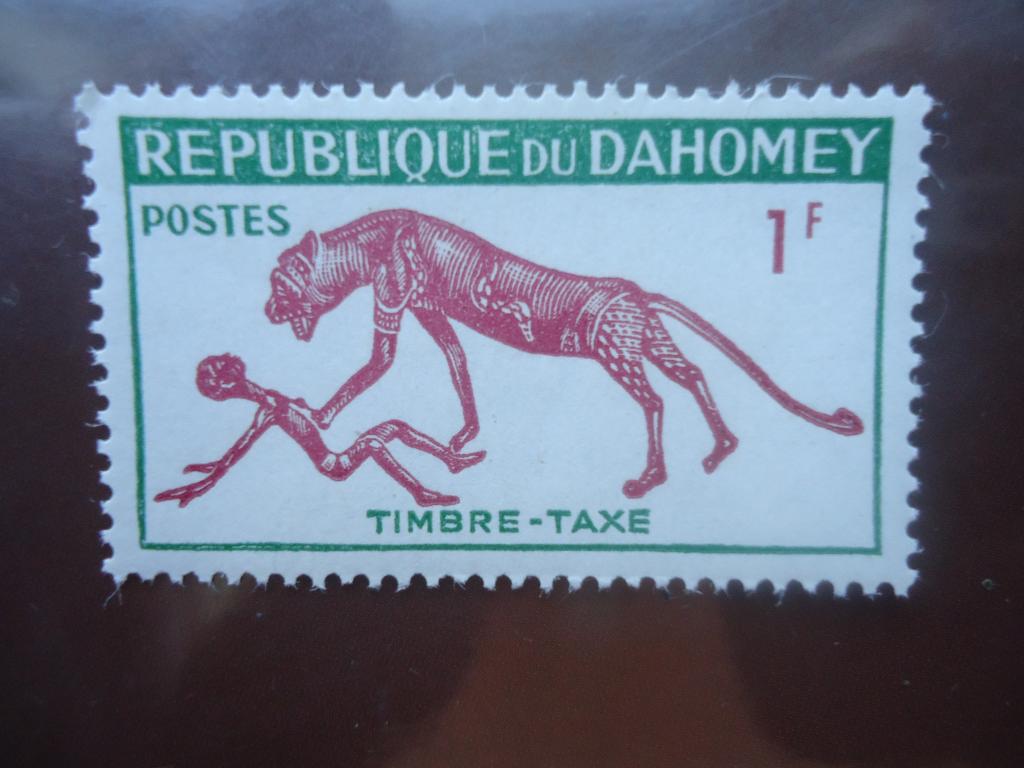 REPUBLIQUE DU DAHOMEY
POSTES
1F
TIMBRE-TAXE